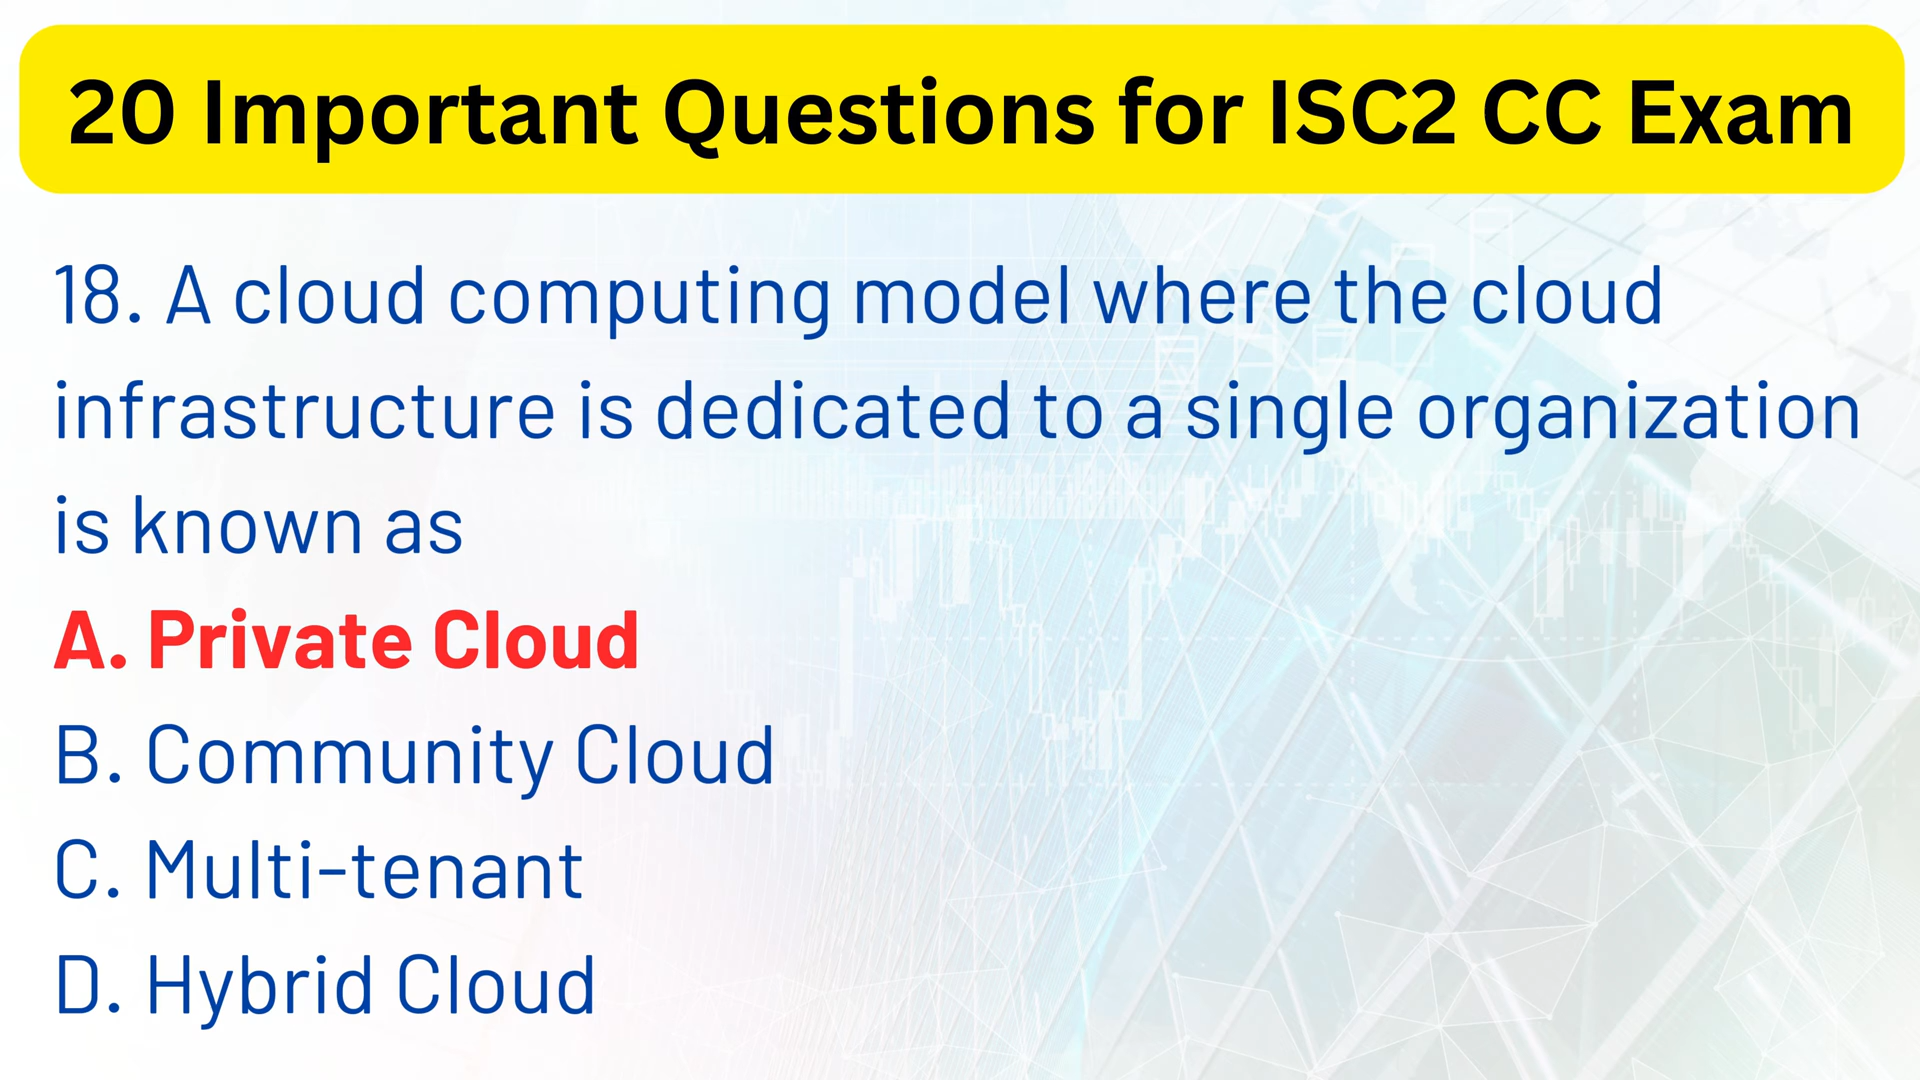 20 Important Questions for ISC2 CC Exam
18. A cloud computing model where the cloud
infrastructure is dedicated to a single organization
is known as
A. Private Cloud
B. Community Cloud
C. Multi-tenant
D. Hybrid Cloud